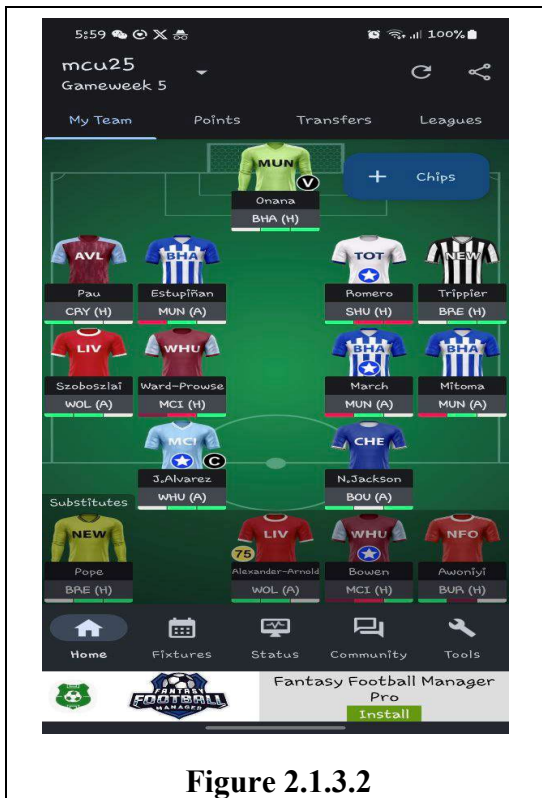 5:59 100%
mcu25
Gameweek 5
My Team Points Transfers Leagues
MUN
V
+ Chips
Onana
BHA (H)
AVL BHA TOT NEW
Pau Estupiñan Romero Trippier
CRY (H) MUN (A) SHU (H) BRE (H)
LIV WHU BHA BHA
Szoboszlai Ward-Prowse March Mitoma
WOL (A) MCI (H) MUN (A) MUN (A)
MCI C CHE
J.Alvarez N.Jackson
WHU (A) BOU (A)
Substitutes
NEW LIV WHU NFO
75
Pope Alexander-Arnold Bowen Awoniyi
BRE (H) WOL (A) MCI (H) BUR (H)
Home Fixtures Status Community Tools
FANTASY FOOTBALL MANAGER
Fantasy Football Manager
Pro
Install
Figure 2.1.3.2